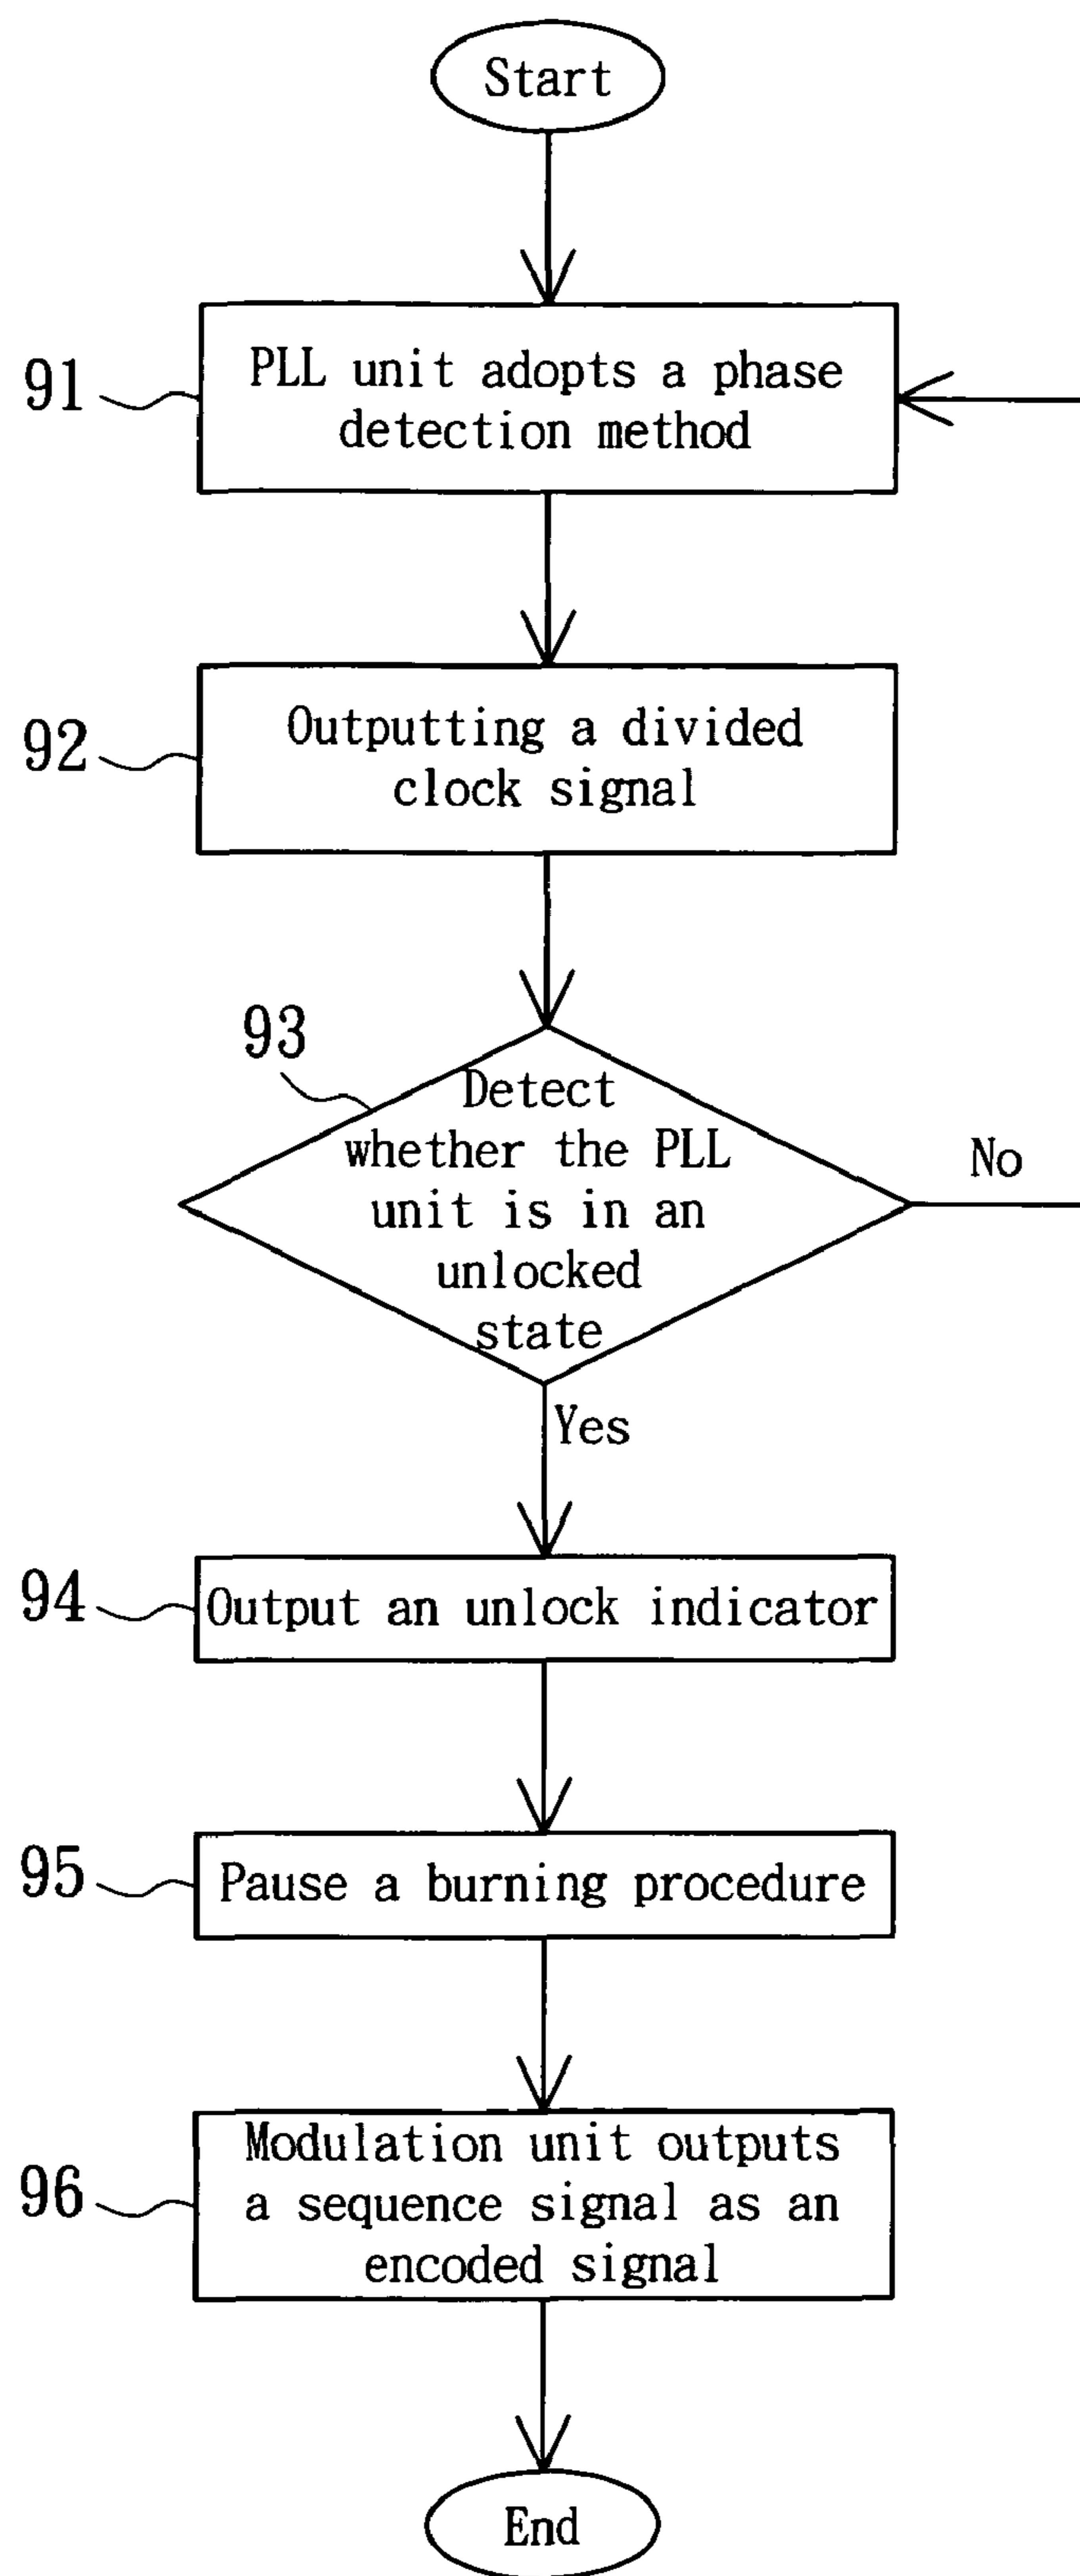 Start
91
PLL unit adopts a phase
detection method
92
Outputting a divided
clock signal
93
Detect
whether the PLL
unit is in an
unlocked
state
No
Yes
94
Output an unlock indicator
95
Pause a burning procedure
96
Modulation unit outputs
a sequence signal as an
encoded signal
End